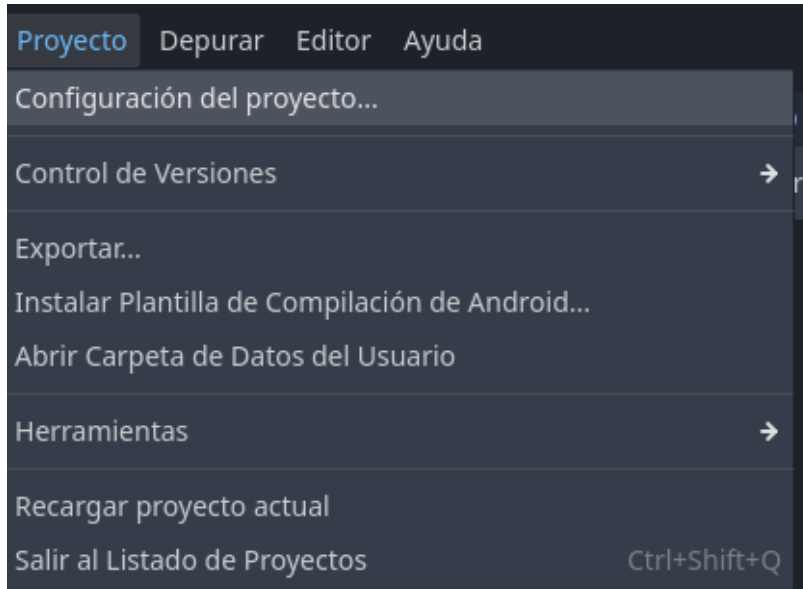 Proyecto Depurar Editor Ayuda
Configuración del proyecto...
Control de Versiones
Exportar...
Instalar Plantilla de Compilación de Android...
Abrir Carpeta de Datos del Usuario
Herramientas
Recargar proyecto actual
Salir al Listado de Proyectos Ctrl+Shift+Q